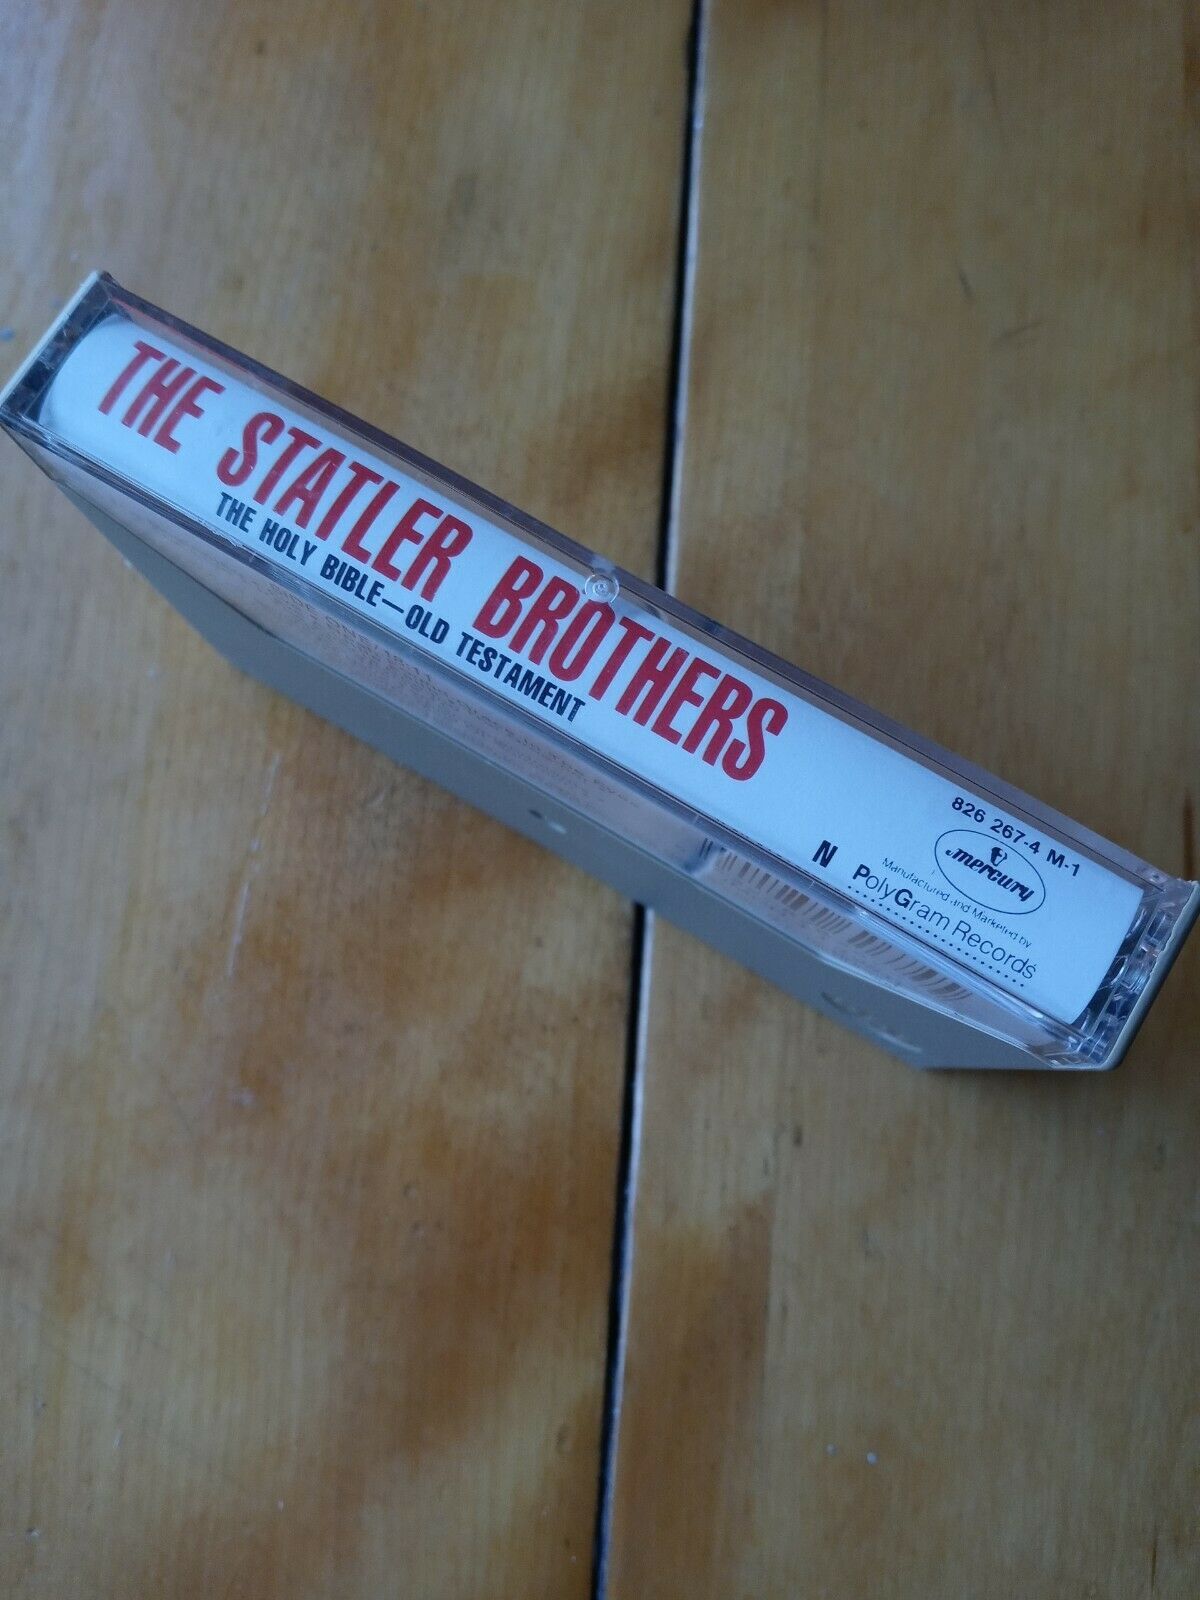 THE STATLER BROTHERS
THE HOLY BIBLE—OLD TESTAMENT
826 267-4 M-1
mercury
N
Manufactured and Marketed by
PolyGram Records